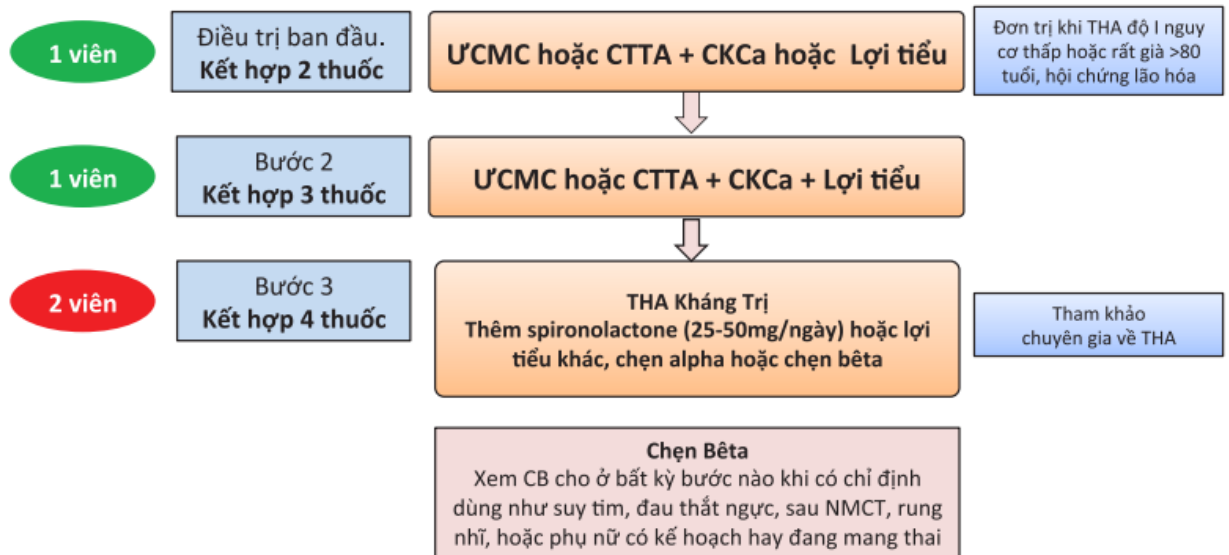 1 viên
Điều trị ban đầu.
Kết hợp 2 thuốc
ƯCMC hoặc CTTA + CKCa hoặc Lợi tiểu
Đơn trị khi THA độ I nguy
cơ thấp hoặc rất già >80
tuổi, hội chứng lão hóa
1 viên
Bước 2
Kết hợp 3 thuốc
ƯCMC hoặc CTTA + CKCa + Lợi tiểu
2 viên
Bước 3
Kết hợp 4 thuốc
THA Kháng Trị
Thêm spironolactone (25-50mg/ngày) hoặc lợi
tiểu khác, chẹn alpha hoặc chẹn bêta
Tham khảo
chuyên gia về THA
Chẹn Bêta
Xem CB cho ở bất kỳ bước nào khi có chỉ định
dùng như suy tim, đau thắt ngực, sau NMCT, rung
nhĩ, hoặc phụ nữ có kế hoạch hay đang mang thai